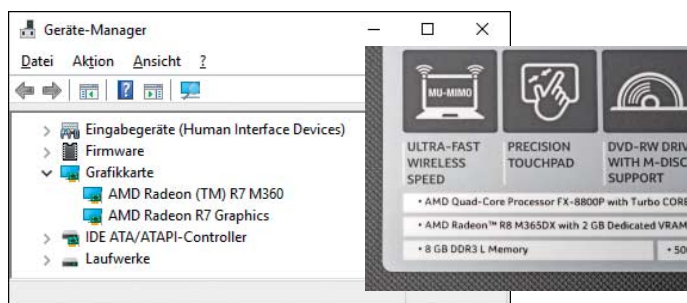 Geräte-Manager
Datei Aktion Ansicht ?
Eingabegeräte (Human Interface Devices)
Firmware
Grafikkarte
AMD Radeon (TM) R7 M360
AMD Radeon R7 Graphics
IDE ATA/ATAPI-Controller
Laufwerke
MU-MIMO
ULTRA-FAST
WIRELESS
SPEED
PRECISION
TOUCHPAD
DVD-RW DRIV
WITH M-DISC
SUPPORT
• AMD Quad-Core Processor FX-8800P with Turbo CORE
• AMD Radeon™ R8 M365DX with 2 GB Dedicated VRAM
• 8 GB DDR3 L Memory
• 50